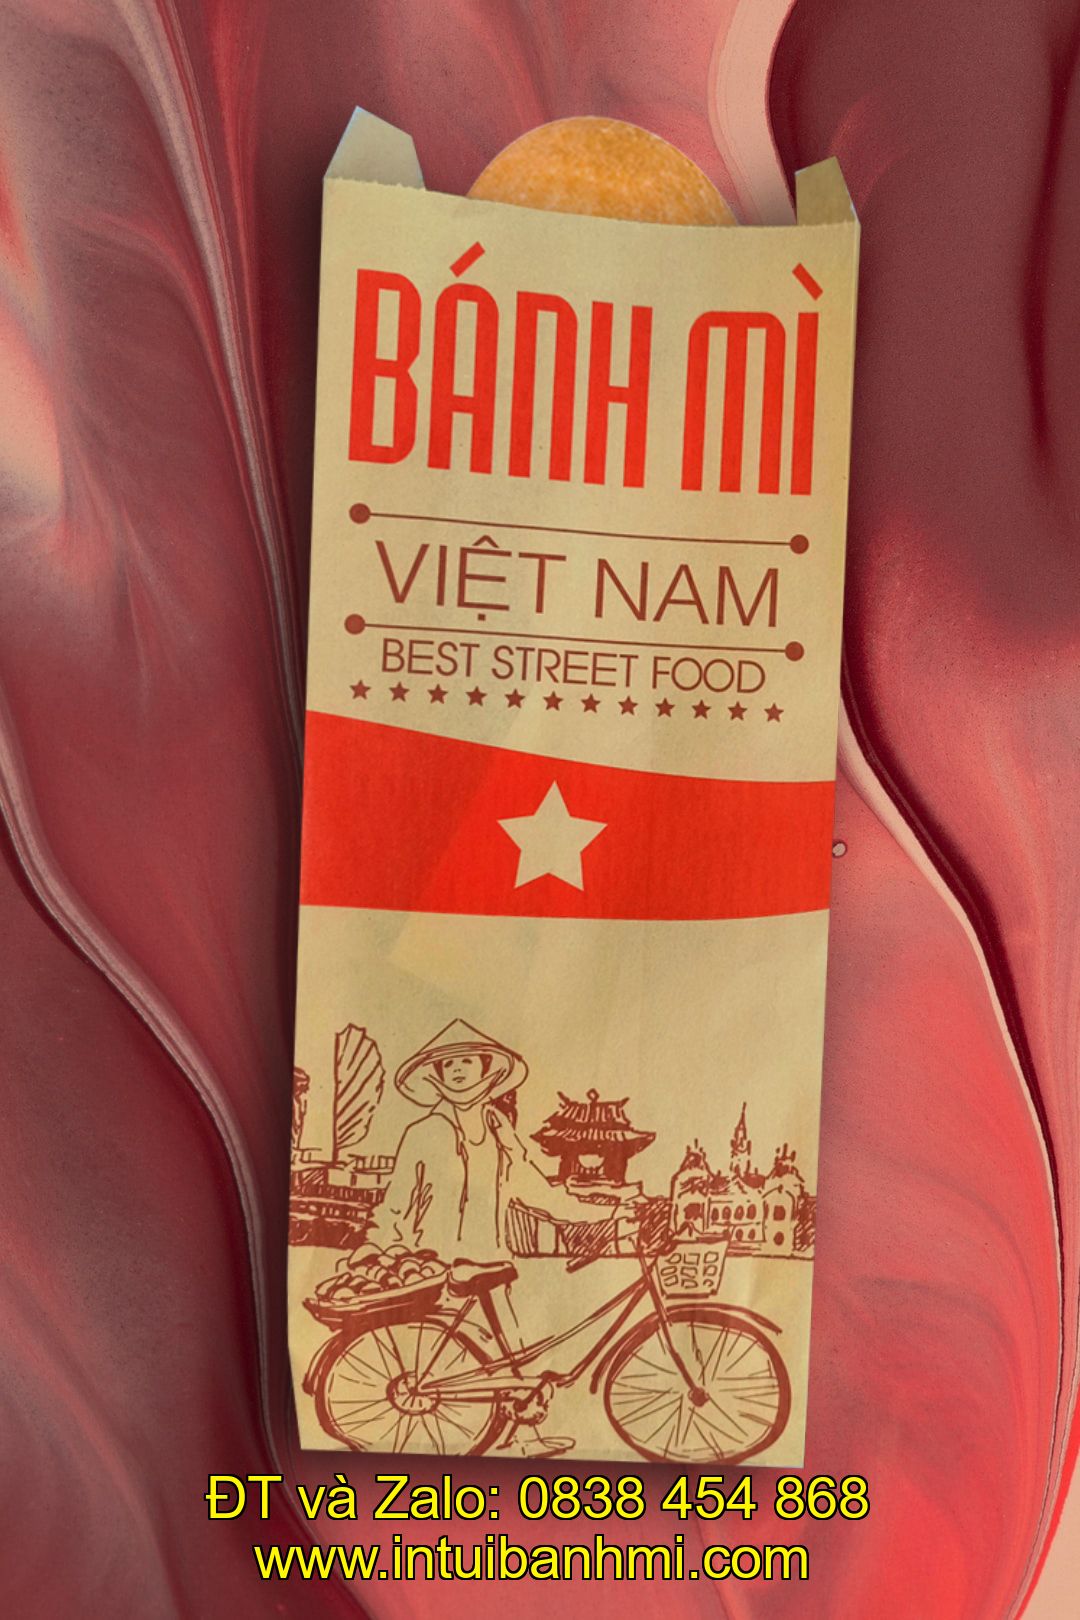 BÁNH MÌ
VIỆT NAM
BEST STREET FOOD
ĐT và Zalo: 0838 454 868
www.intuibanhmi.com